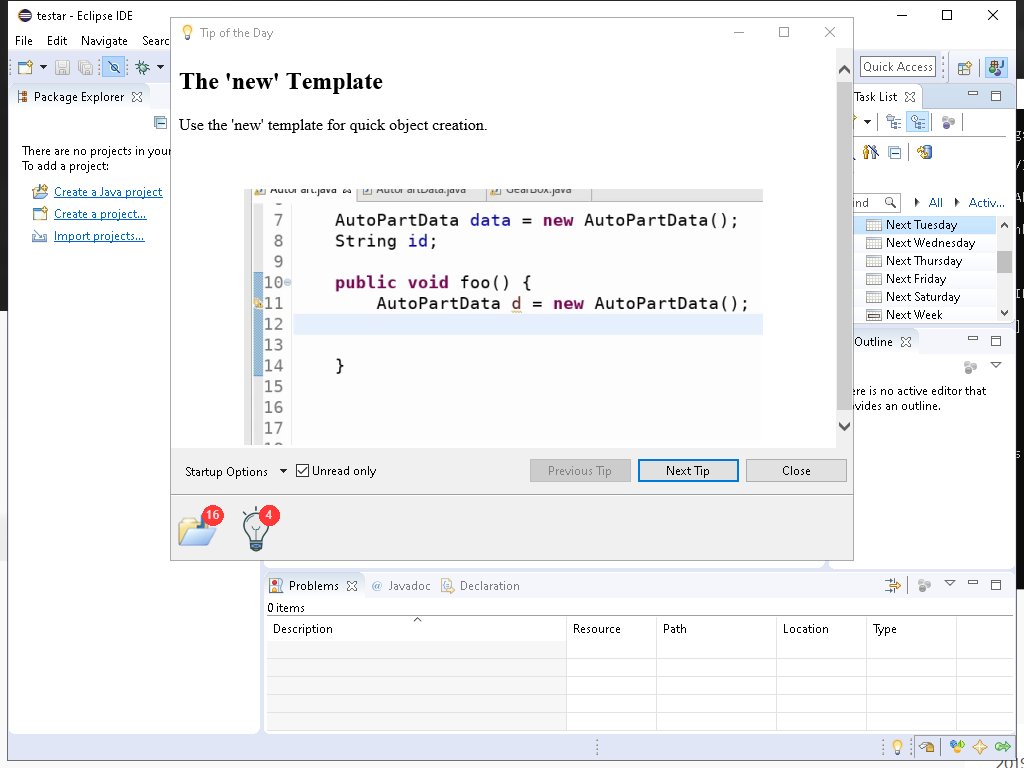 testar - Eclipse IDE
File Edit Navigate Searc
Quick Access
Package Explorer
There are no projects in your
To add a project:
Create a Java project
Create a project...
Import projects...
Tip of the Day
The 'new' Template
Use the 'new' template for quick object creation.
AutoPart.java AutoPartData.java GearBox.java
7 AutoPartData data = new AutoPartData();
8 String id;
9
10 public void foo() {
11 AutoPartData d = new AutoPartData();
12
13
14 }
15
16
17
Startup Options Unread only Previous Tip Next Tip Close
16 4
Task List
ind All Activ...
Next Tuesday
Next Wednesday
Next Thursday
Next Friday
Next Saturday
Next Week
Outline
ere is no active editor that
vides an outline.
Problems @ Javadoc Declaration
0 items
Description Resource Path Location Type